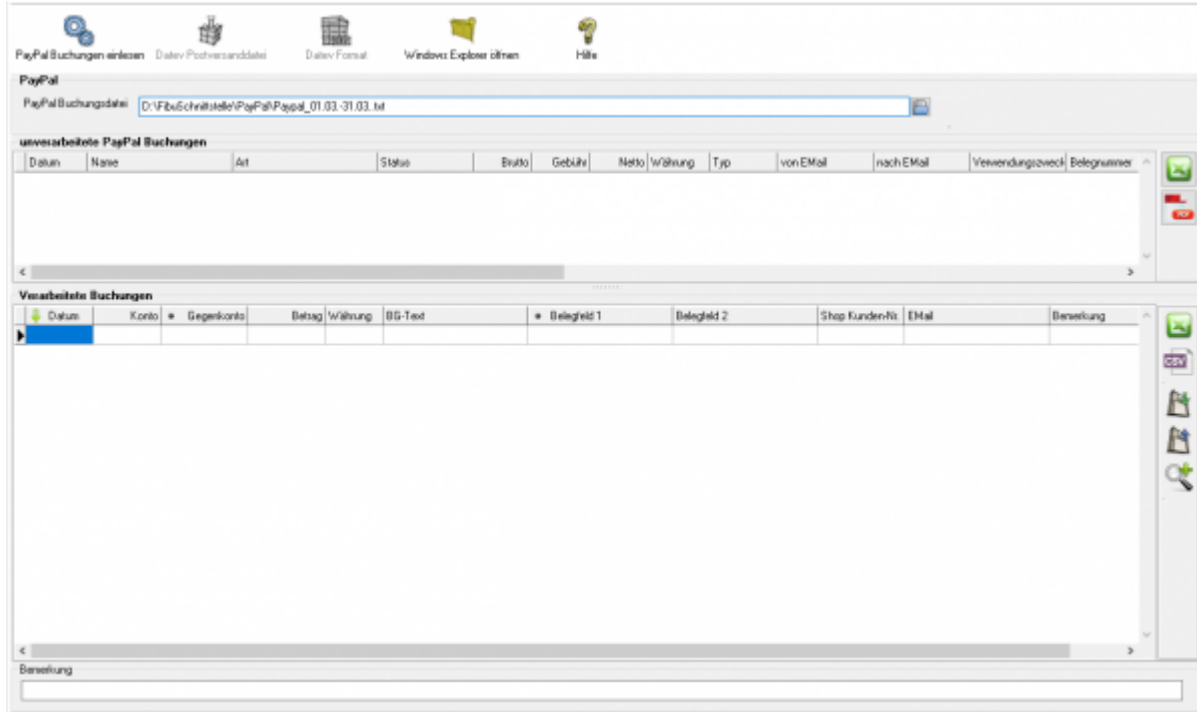 PayPal Buchungen einlesen Datev Postversanddatei Datev Format Windows Explorer öffnen Hilfe
PayPal
PayPal Buchungsdatei D:\FibuSchnittstelle\PayPal\Paypal_01.03.-31.03..txt
unverarbeitete PayPal Buchungen
Datum Name Art Status Brutto Gebühr Netto Währung Typ von EMail nach EMail Verwendungszweck Belegnummer
PDF
Verarbeitete Buchungen
Datum Konto Gegenkonto Betrag Währung BG-Text Belegfeld 1 Belegfeld 2 Shop Kunden-Nr. EMail Bemerkung
CSV
Bemerkung